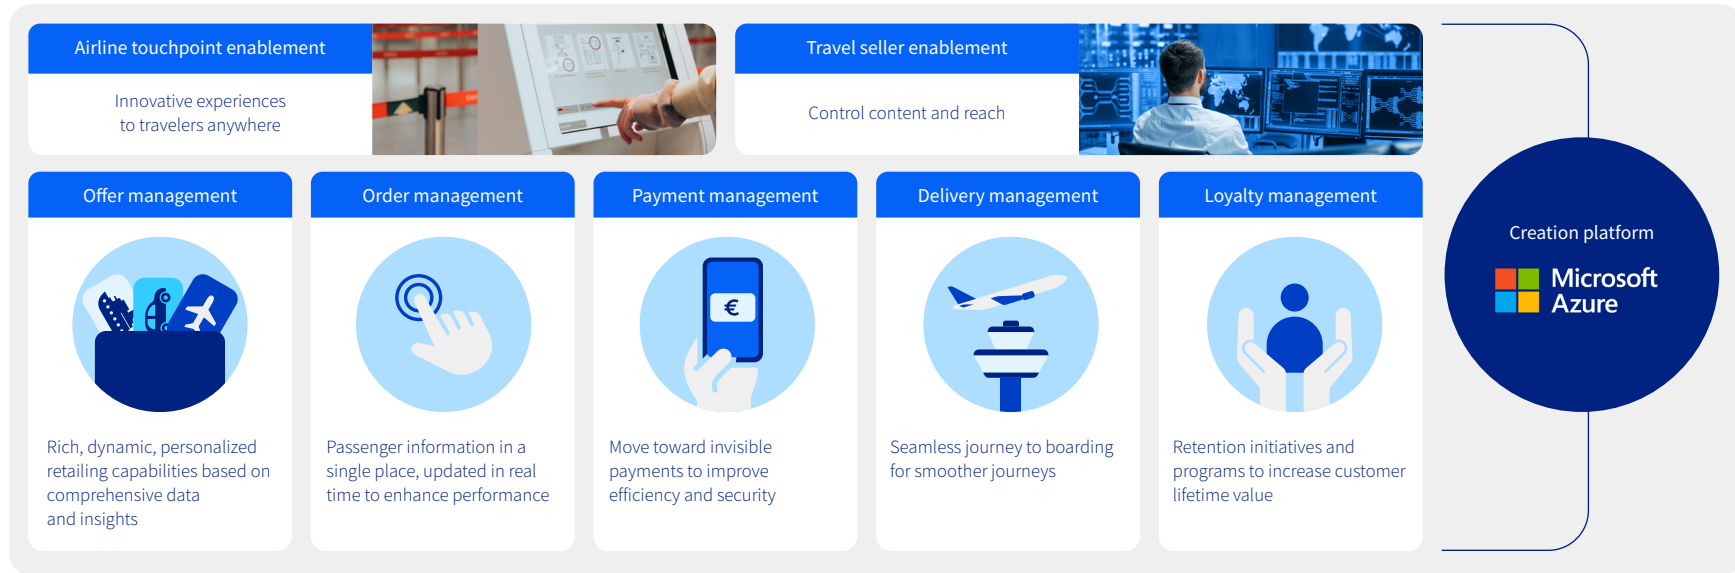 Airline touchpoint enablement
Innovative experiences
to travelers anywhere
Travel seller enablement
Control content and reach
Offer management
Rich, dynamic, personalized
retailing capabilities based on
comprehensive data
and insights
Order management
Passenger information in a
single place, updated in real
time to enhance performance
Payment management
€
Move toward invisible
payments to improve
efficiency and security
Delivery management
Seamless journey to boarding
for smoother journeys
Loyalty management
Retention initiatives and
programs to increase customer
lifetime value
Creation platform
Microsoft
Azure